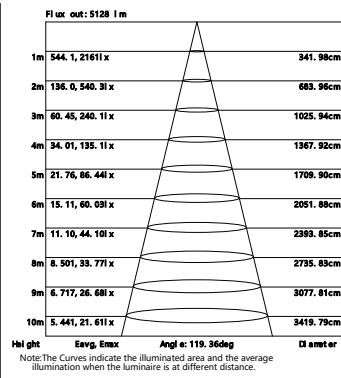 Flux out: 5128 lm
1m 544.1, 2161lx 341.98cm
2m 136.0, 540.3lx 683.96cm
3m 60.45, 240.1lx 1025.94cm
4m 34.01, 135.1lx 1367.92cm
5m 21.76, 86.44lx 1709.90cm
6m 15.11, 60.03lx 2051.88cm
7m 11.10, 44.10lx 2393.85cm
8m 8.501, 33.77lx 2735.83cm
9m 6.717, 26.68lx 3077.81cm
10m 5.441, 21.61lx 3419.79cm
Height Eavg, Emax Angle: 119.36deg Diameter
Note:The Curves indicate the illuminated area and the average
illumination when the luminaire is at different distance.